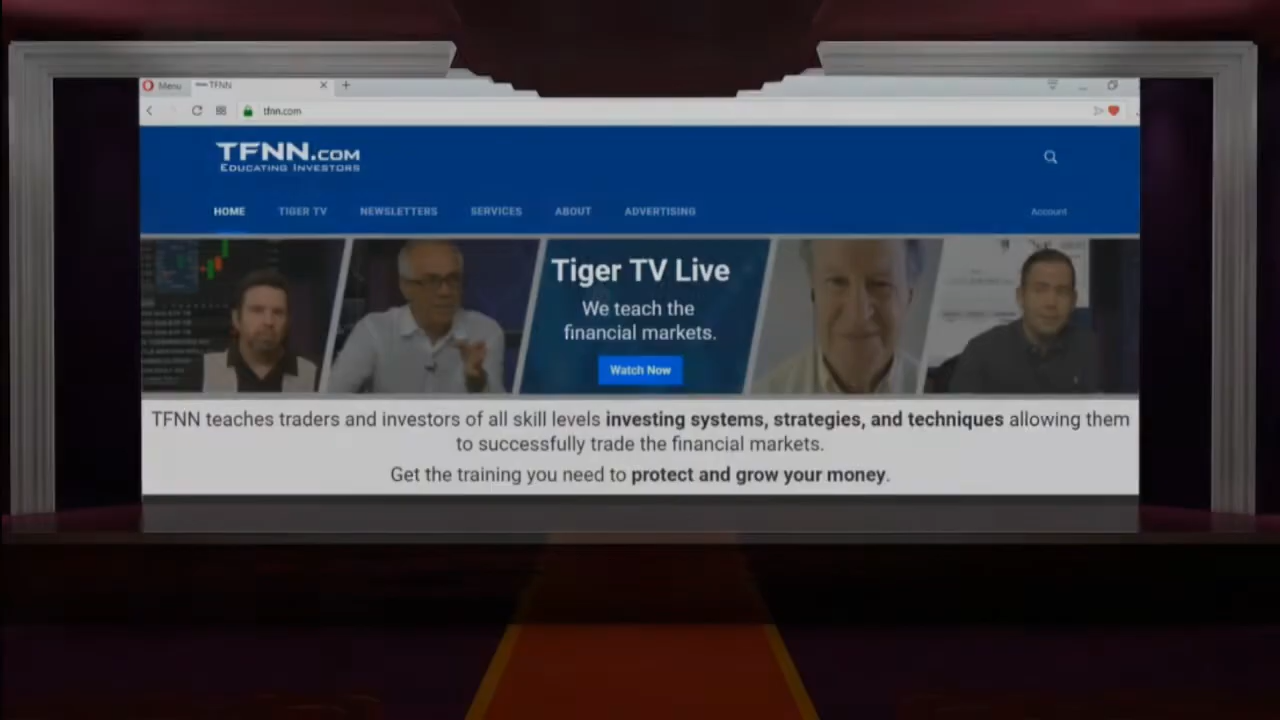 Menu
TFNN
tfnn.com
TFNN.COM
EDUCATING INVESTORS
HOME TIGER TV NEWSLETTERS SERVICES ABOUT ADVERTISING Account
Tiger TV Live
We teach the
financial markets.
Watch Now
TFNN teaches traders and investors of all skill levels investing systems, strategies, and techniques allowing them
to successfully trade the financial markets.
Get the training you need to protect and grow your money.